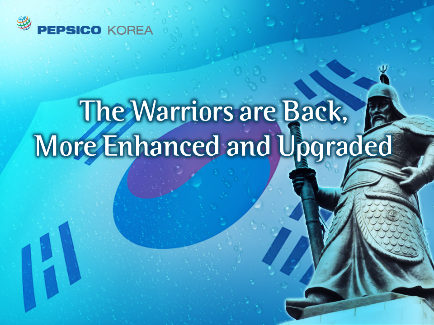 PEPSICO KOREA
The Warriors are Back,
More Enhanced and Upgraded